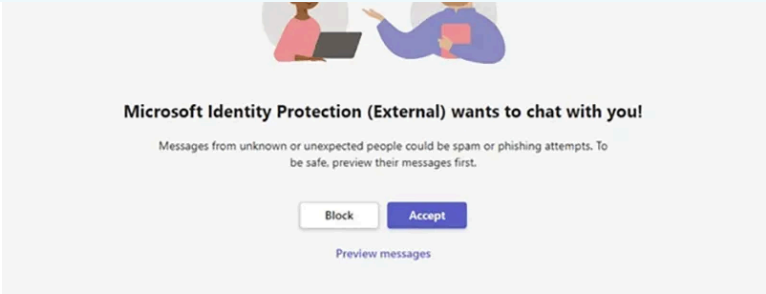 Microsoft Identity Protection (External) wants to chat with you!
Messages from unknown or unexpected people could be spam or phishing attempts. To
be safe, preview their messages first.
Block
Accept
Preview messages